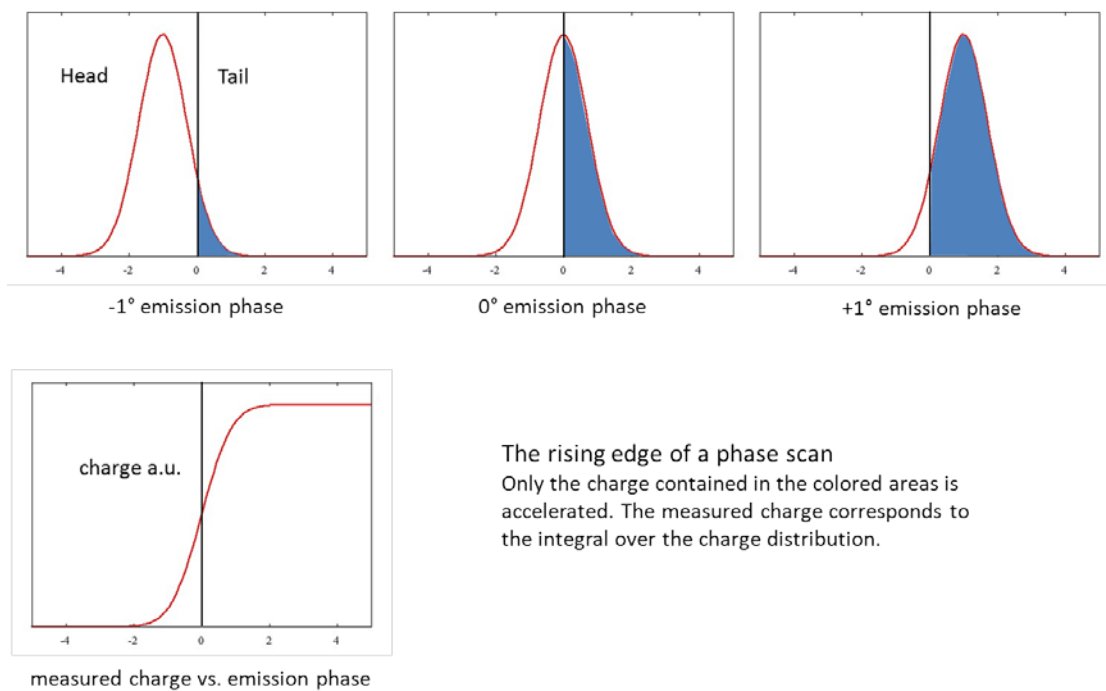 Head
Tail
-4 -2 0 2 4
-4 -2 0 2 4
-4 -2 0 2 4
-1° emission phase
0° emission phase
+1° emission phase
charge a.u.
-4 -2 0 2 4
measured charge vs. emission phase
The rising edge of a phase scan
Only the charge contained in the colored areas is
accelerated. The measured charge corresponds to
the integral over the charge distribution.